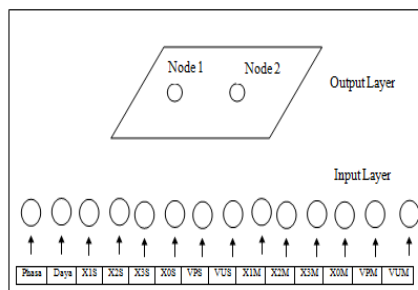 Node 1 Node 2
Output Layer
Input Layer
Phasa Daya X1S X2S X3S X0S VPS VUS X1M X2M X3M X0M VPM VUM